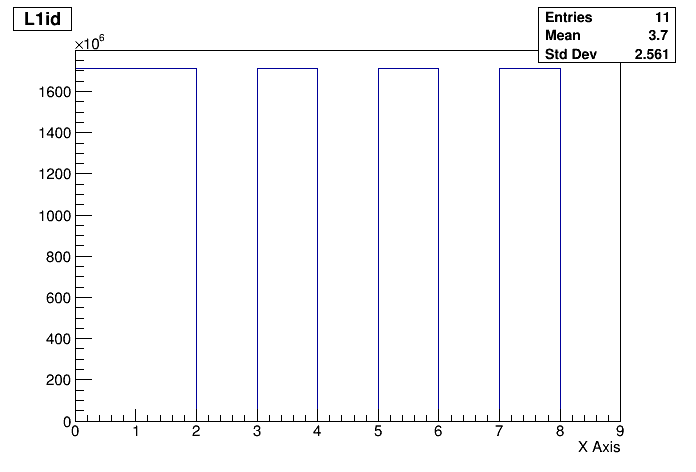 L1id
Entries 11
Mean 3.7
Std Dev 2.561
×10⁶
1600
1400
1200
1000
800
600
400
200
0
0 1 2 3 4 5 6 7 8 9
X Axis